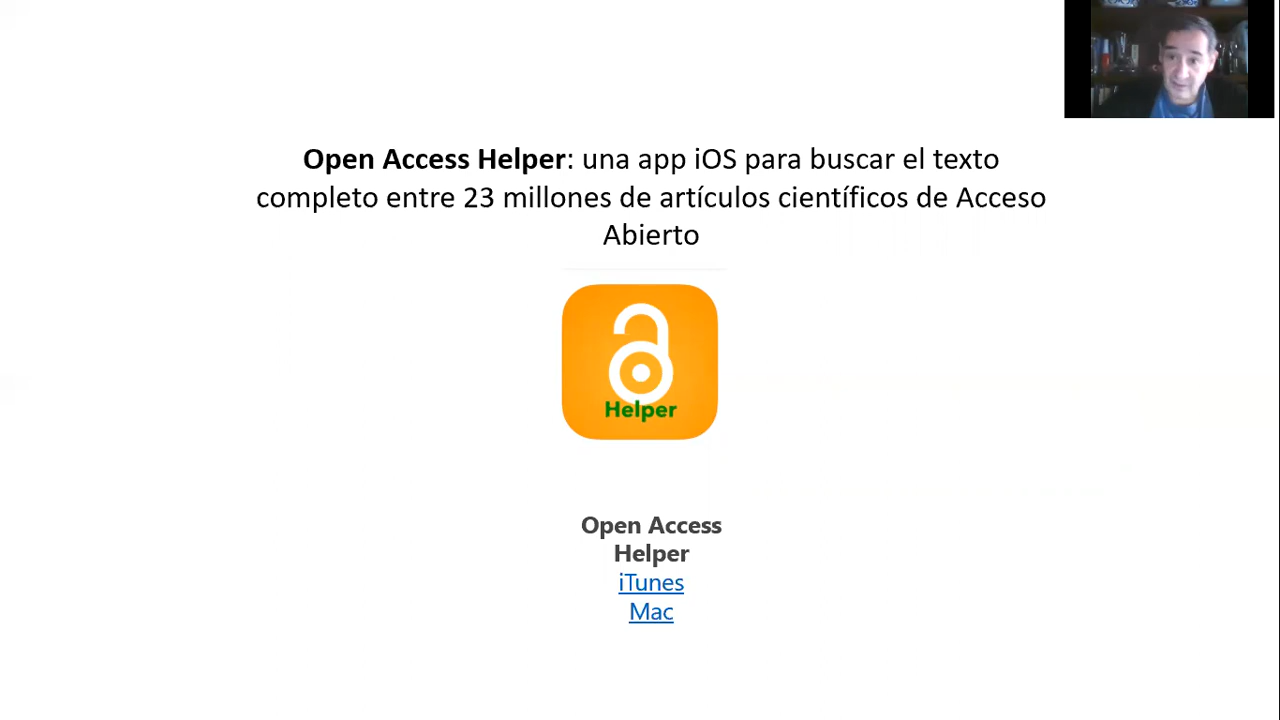 Open Access Helper: una app iOS para buscar el texto
completo entre 23 millones de artículos científicos de Acceso
Abierto
Helper
Open Access
Helper
iTunes
Mac